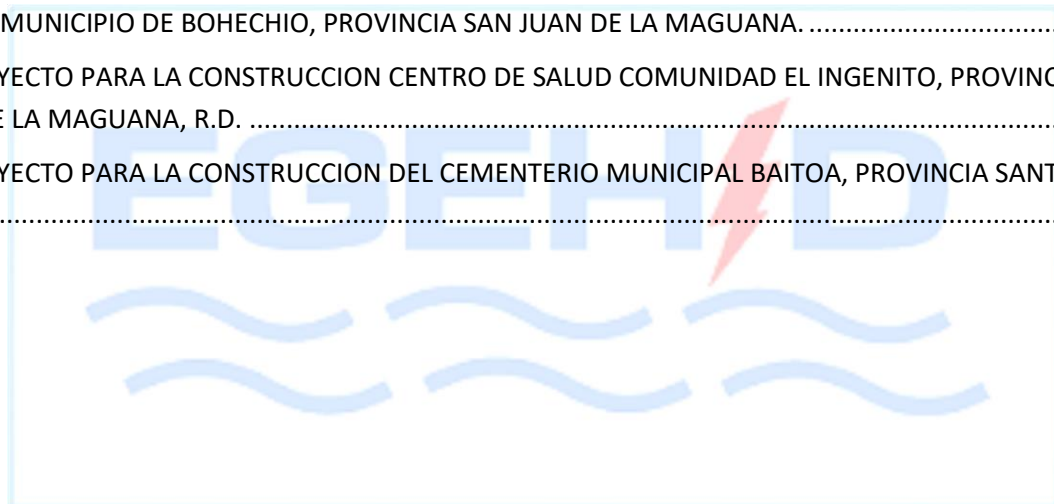 MUNICIPIO DE BOHECHIO, PROVINCIA SAN JUAN DE LA MAGUANA. ..................................
YECTO PARA LA CONSTRUCCION CENTRO DE SALUD COMUNIDAD EL INGENITO, PROVINC
E LA MAGUANA, R.D. ..............................................................................................................
YECTO PARA LA CONSTRUCCION DEL CEMENTERIO MUNICIPAL BAITOA, PROVINCIA SANT
................................................................................................................................................
EGEHID